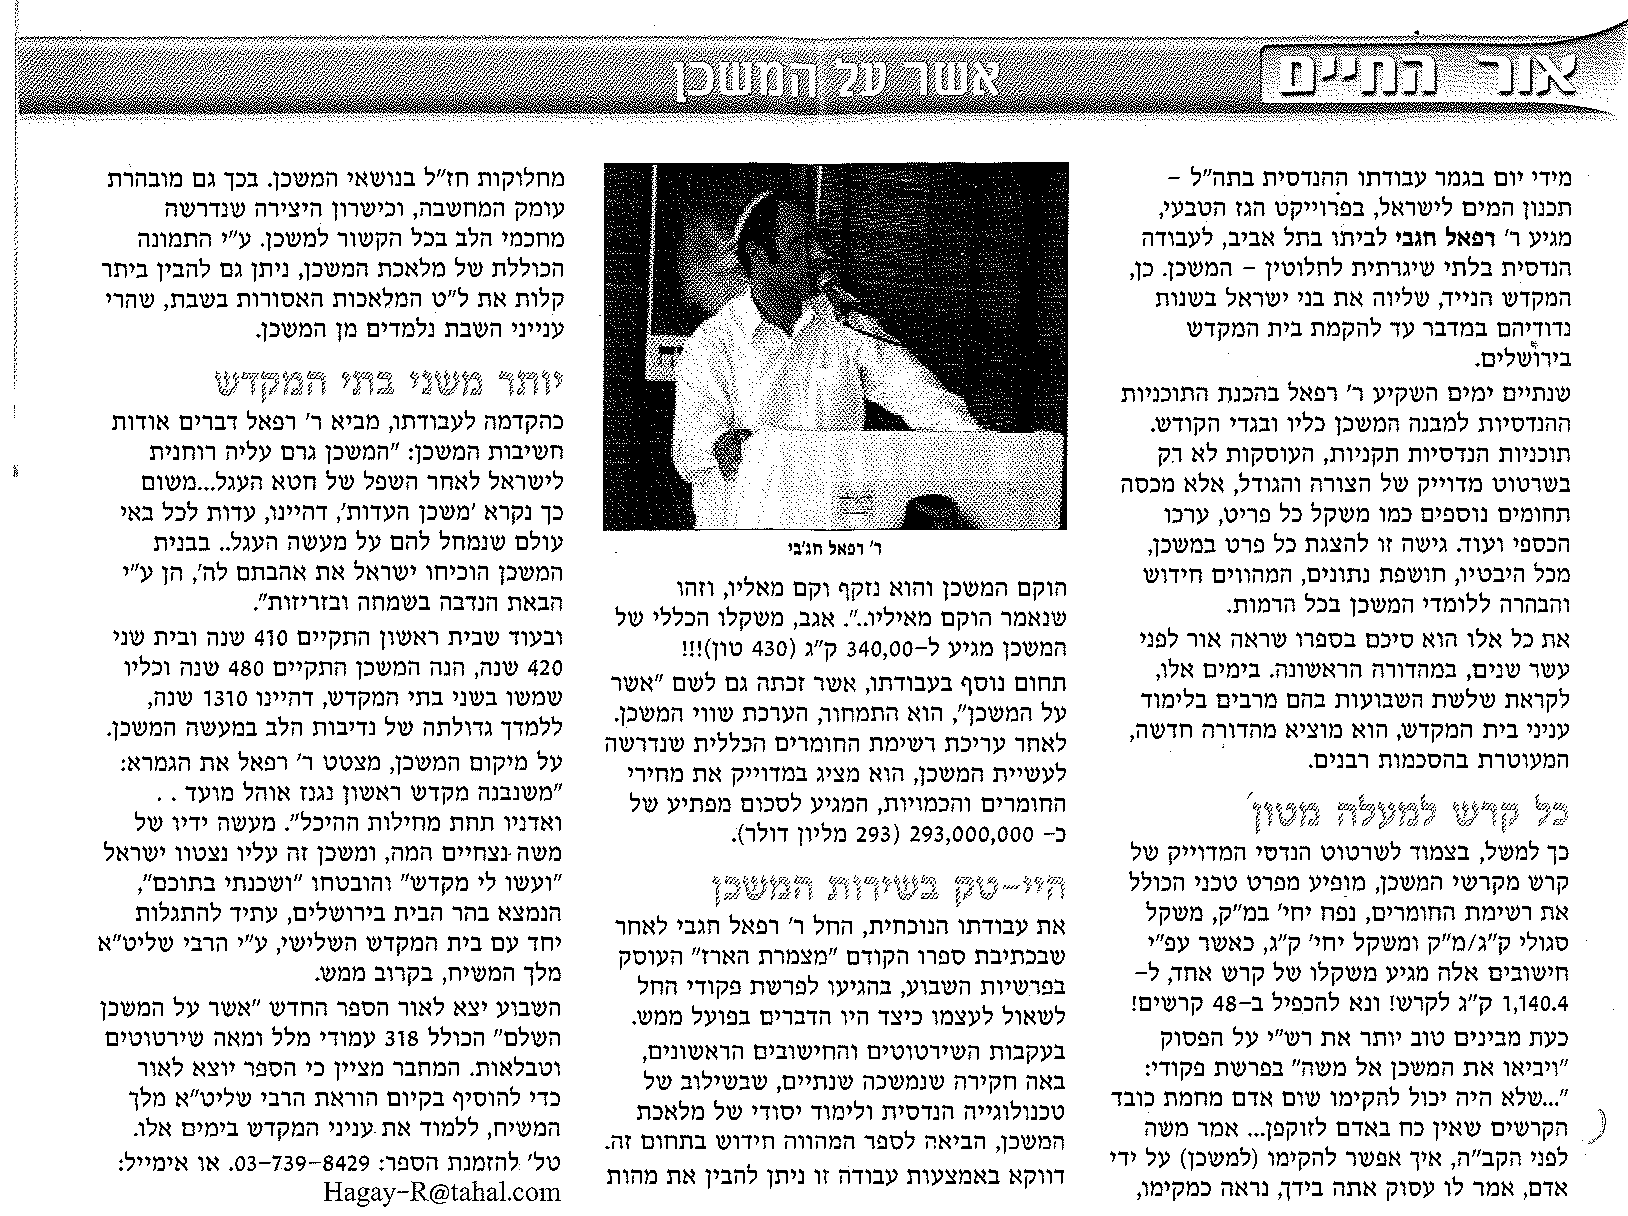 אור החיים
אשר על המשכן
מידי יום בגמר עבודתו ההנדסית בתה"ל –
תכנון המים לישראל, בפרוייקט הגז הטבעי,
מגיע ר' רפאל חגבי לביתו בתל אביב, לעבודה
הנדסית בלתי שיגרתית לחלוטין – המשכן. כן,
המקדש הנייד, שליוה את בני ישראל בשנות
נדודיהם במדבר עד להקמת בית המקדש
בירושלים.
שנתיים ימים השקיע ר' רפאל בהכנת התוכניות
ההנדסיות למבנה המשכן כליו ובגדי הקודש.
תוכניות הנדסיות תקניות, העוסקות לא רק
בשרטוט מדוייק של הצורה והגודל, אלא מכסה
תחומים נוספים כמו משקל כל פריט, ערכו
הכספי ועוד. גישה זו להצגת כל פרט במשכן,
מכל היבטיו, חושפת נתונים, המהווים חידוש
והבהרה ללומדי המשכן בכל הרמות.
את כל אלו הוא סיכם בספרו שראה אור לפני
עשר שנים, במהדורה הראשונה. בימים אלו,
לקראת שלשת השבועות בהם מרבים בלימוד
עניני בית המקדש, הוא מוציא מהדורה חדשה,
המעוטרת בהסכמות רבנים.
כל קרש למעלה מטון
כך למשל, בצמוד לשרטוט הנדסי המדוייק של
קרש מקרשי המשכן, מופיע מפרט טכני הכולל
את רשימת החומרים, נפח יחי' במ"ק, משקל
סגולי ק"ג/מ"ק ומשקל יחי' ק"ג, כאשר עפ"י
חישובים אלה מגיע משקלו של קרש אחד, ל–
1,140.4 ק"ג לקרש! ונא להכפיל ב–48 קרשים!
כעת מבינים טוב יותר את רש"י על הפסוק
"ויביאו את המשכן אל משה" בפרשת פקודי:
"...שלא היה יכול להקימו שום אדם מחמת כובד
הקרשים שאין כח באדם לזוקפן... אמר משה
לפני הקב"ה, איך אפשר להקימו (למשכן) על ידי
אדם, אמר לו עסוק אתה בידך, נראה כמקימו,
ר' רפאל חג'בי
הוקם המשכן והוא נזקף וקם מאליו, וזהו
שנאמר הוקם מאיליו..". אגב, משקלו הכללי של
המשכן מגיע ל–340,00 ק"ג (430 טון)!!!
תחום נוסף בעבודתו, אשר זכתה גם לשם "אשר
על המשכן", הוא התמחור, הערכת שווי המשכן.
לאחר עריכת רשימת החומרים הכללית שנדרשה
לעשיית המשכן, הוא מציג במדוייק את מחירי
החומרים והכמויות, המגיע לסכום מפתיע של
כ– 293,000,000 (293 מליון דולר).
היי–טק בשירות המשכן
את עבודתו הנוכחית, החל ר' רפאל חגבי לאחר
שבכתיבת ספרו הקודם "מצמרת הארז" העוסק
בפרשיות השבוע, בהגיעו לפרשת פקודי החל
לשאול לעצמו כיצד היו הדברים בפועל ממש.
בעקבות השירטוטים והחישובים הראשונים,
באה חקירה שנמשכה שנתיים, שבשילוב של
טכנולוגייה הנדסית ולימוד יסודי של מלאכת
המשכן, הביאה לספר המהווה חידוש בתחום זה.
דווקא באמצעות עבודה זו ניתן להבין את מהות
מחלוקות חז"ל בנושאי המשכן. בכך גם מובהרת
עומק המחשבה, וכישרון היצירה שנדרשה
מחכמי הלב בכל הקשור למשכן. ע"י התמונה
הכוללת של מלאכת המשכן, ניתן גם להבין ביתר
קלות את ל"ט המלאכות האסורות בשבת, שהרי
ענייני השבת נלמדים מן המשכן.
יותר משני בתי המקדש
כהקדמה לעבודתו, מביא ר' רפאל דברים אודות
חשיבות המשכן: "המשכן גרם עליה רוחנית
לישראל לאחר השפל של חטא העגל...משום
כך נקרא 'משכן העדות', דהיינו, עדות לכל באי
עולם שנמחל להם על מעשה העגל.. בבנית
המשכן הוכיחו ישראל את אהבתם לה', הן ע"י
הבאת הנדבה בשמחה ובזריזות".
ובעוד שבית ראשון התקיים 410 שנה ובית שני
420 שנה, הנה המשכן התקיים 480 שנה וכליו
שמשו בשני בתי המקדש, דהיינו 1310 שנה,
ללמדך גדולתה של נדיבות הלב במעשה המשכן.
על מיקום המשכן, מצטט ר' רפאל את הגמרא:
"משנבנה מקדש ראשון נגנז אוהל מועד . .
ואדניו תחת מחילות ההיכל". מעשה ידיו של
משה נצחיים המה, ומשכן זה עליו נצטוו ישראל
"ועשו לי מקדש" והובטחו "ושכנתי בתוכם",
הנמצא בהר הבית בירושלים, עתיד להתגלות
יחד עם בית המקדש השלישי, ע"י הרבי שליט"א
מלך המשיח, בקרוב ממש.
השבוע יצא לאור הספר החדש "אשר על המשכן
השלם" הכולל 318 עמודי מלל ומאה שירטוטים
וטבלאות. המחבר מציין כי הספר יוצא לאור
כדי להוסיף בקיום הוראת הרבי שליט"א מלך
המשיח, ללמוד את עניני המקדש בימים אלו.
טל' להזמנת הספר: 03–739–8429. או אימייל:
Hagay–R@tahal.com